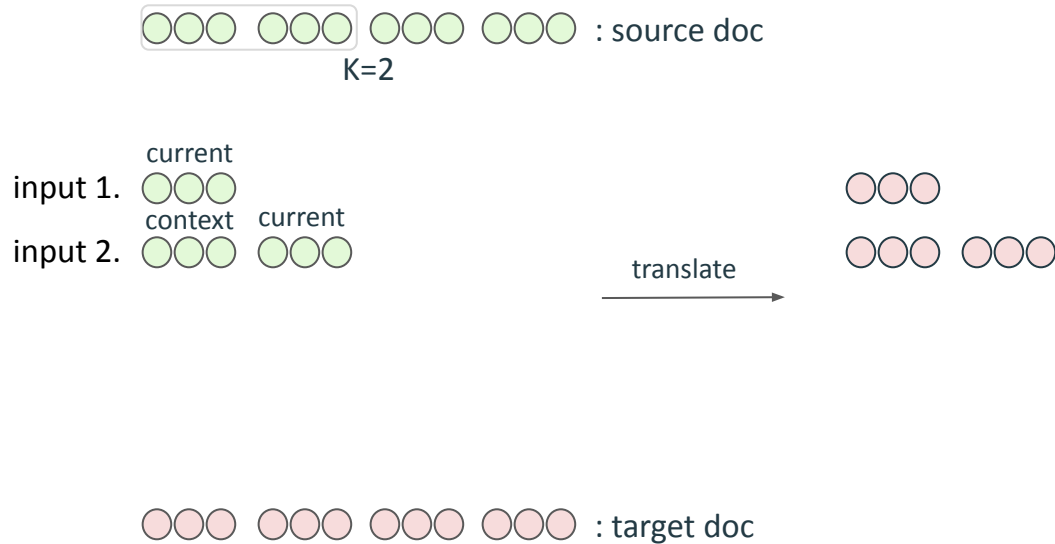 : source doc
K=2
current
input 1.
context current
input 2.
translate
: target doc